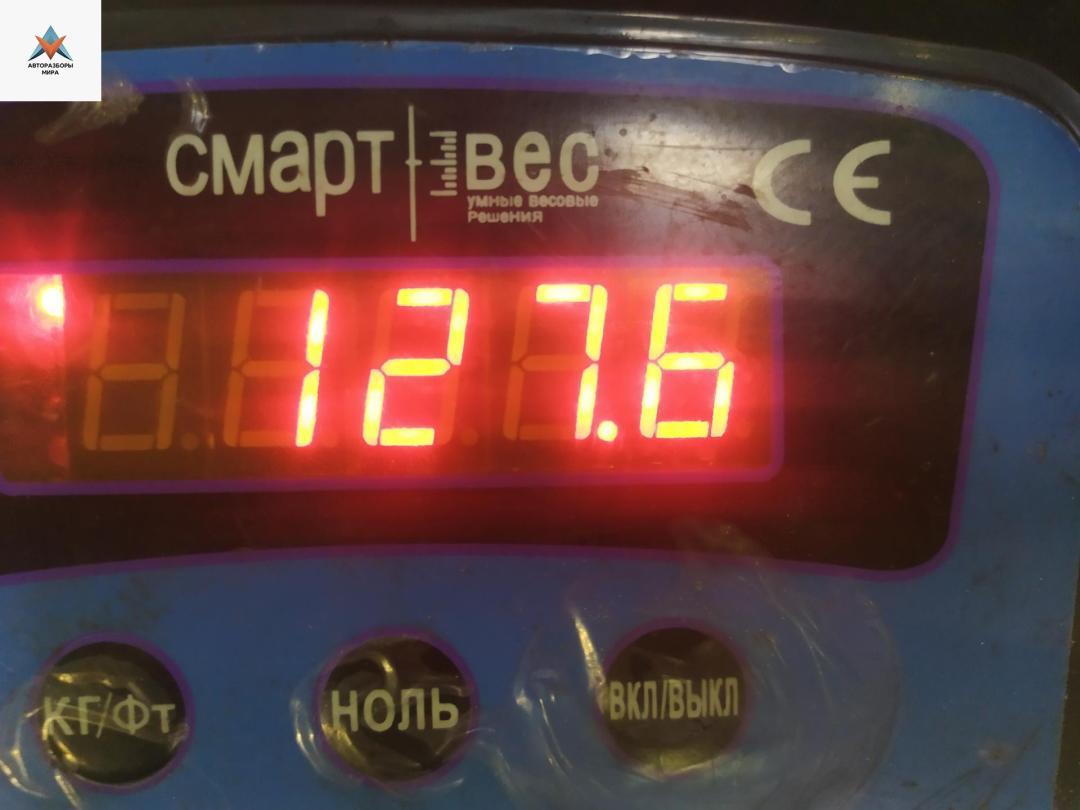 АВТОРАЗБОРЫ
МИРА
смарт вес
умные весовые
решения
CE
127.6
КГ/Фт
НОЛЬ
ВКЛ/ВЫКЛ